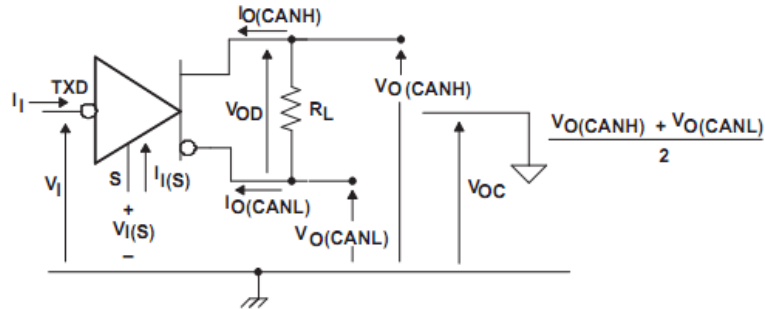 IO(CANH)
TXD
II
VO(CANH)
VOD
RL
VO(CANH) + VO(CANL)
2
VI
S
II(S)
VOC
IO(CANL)
+
VI(S)
VO(CANL)
–